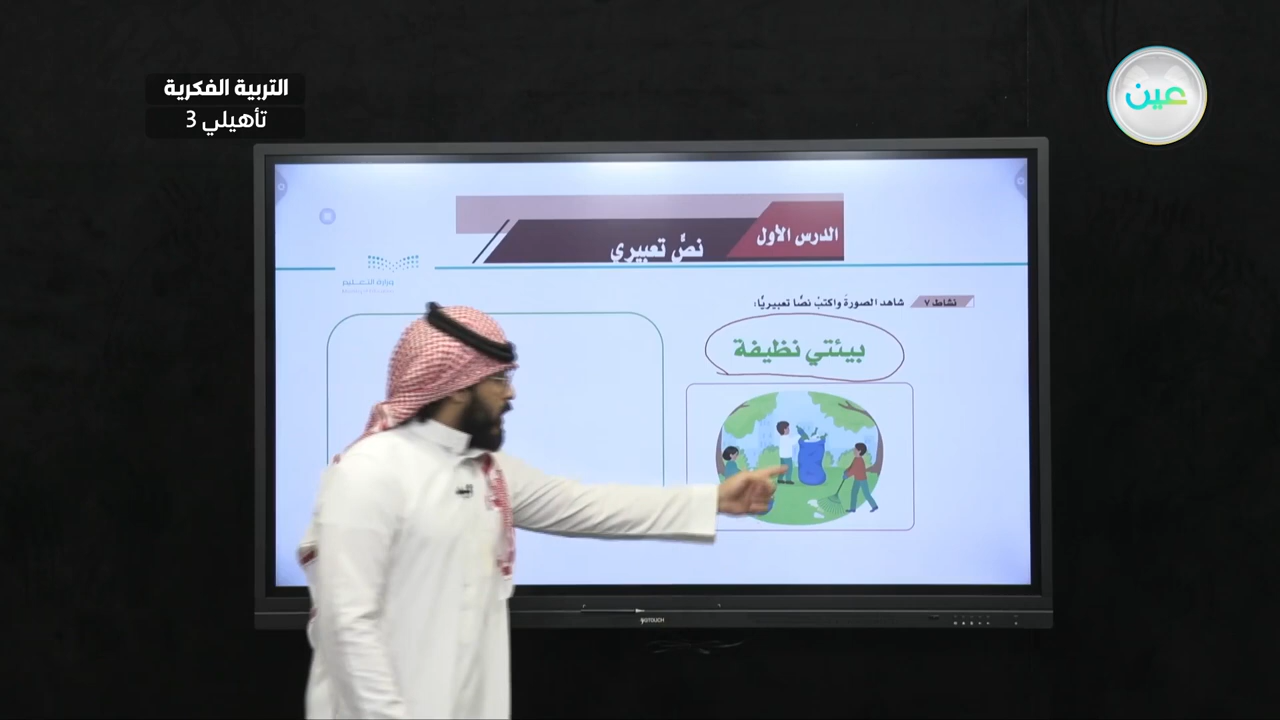 التربية الفكرية
تأهيلي 3
عين
الدرس الأول
نصٌّ تعبيري
وزارة التعليم
نشاط ٧
شاهد الصورةَ واكتبْ نصًّا تعبيريًّا:
بيئتي نظيفة